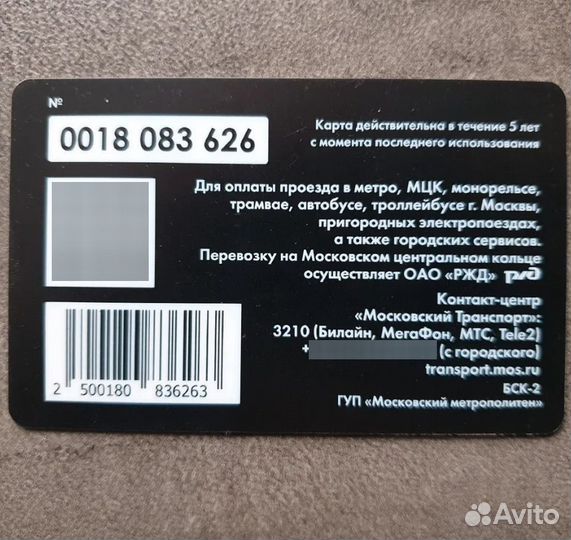 №
0018 083 626
Карта действительна в течение 5 лет
с момента последнего использования
Для оплаты проезда в метро, МЦК, монорельсе,
трамвае, автобусе, троллейбусе г. Москвы,
пригородных электропоездах,
а также городских сервисов.
Перевозку на Московском центральном кольце
осуществляет ОАО «РЖД» РЖД
Контакт-центр
«Московский Транспорт»:
3210 (Билайн, МегаФон, МТС, Tele2)
+ (с городского)
transport.mos.ru
БСК-2
ГУП «Московский метрополитен»
2 500180 836263
Avito